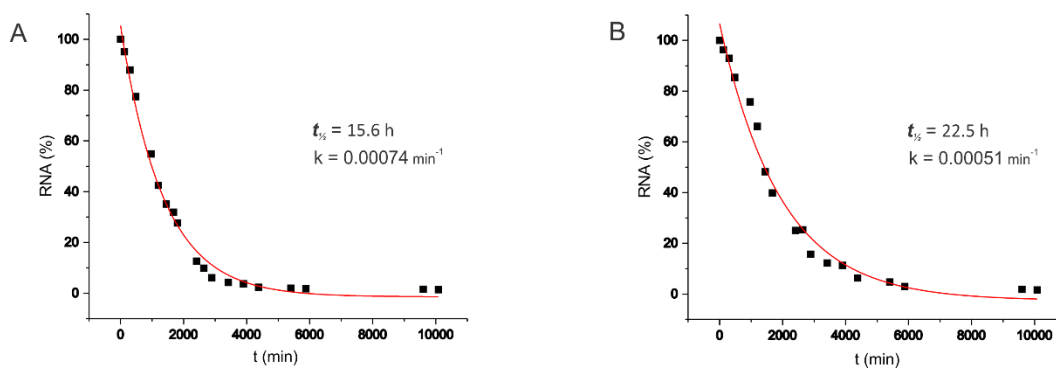 A
RNA (%)
100
80
60
40
20
0
t½ = 15.6 h
k = 0.00074 min⁻¹
0 2000 4000 6000 8000 10000
t (min)
B
RNA (%)
100
80
60
40
20
0
t½ = 22.5 h
k = 0.00051 min⁻¹
0 2000 4000 6000 8000 10000
t (min)